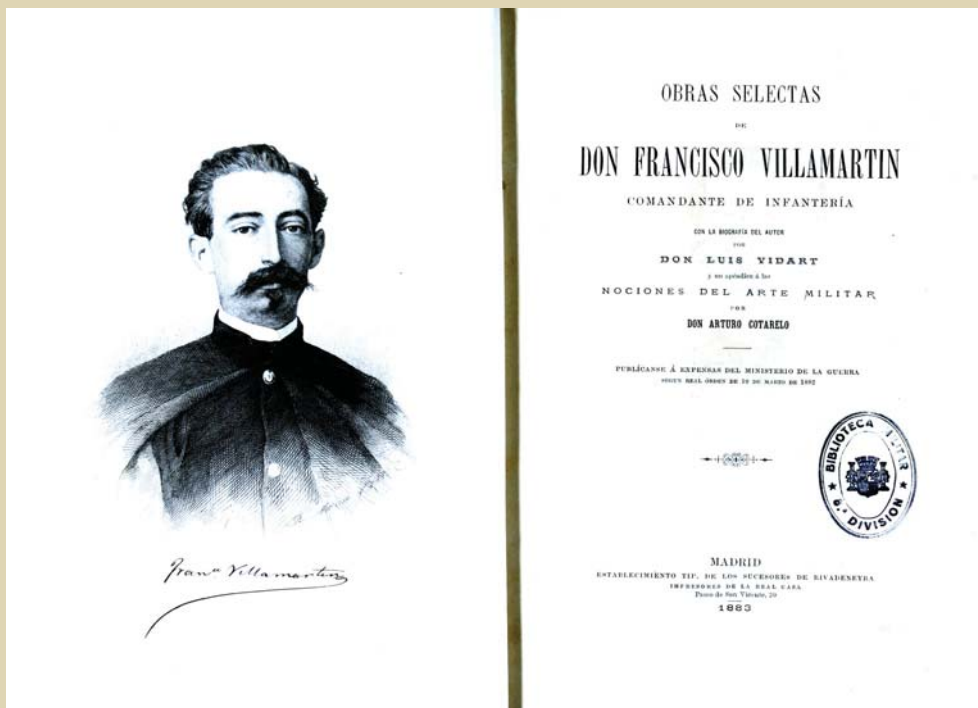 Fran.co Villamartin
OBRAS SELECTAS
DE
DON FRANCISCO VILLAMARTIN
COMANDANTE DE INFANTERÍA
CON LA BIOGRAFÍA DEL AUTOR
POR
DON LUIS VIDART
y un apéndice á las
NOCIONES DEL ARTE MILITAR
POR
DON ARTURO COTARELO
PUBLÍCANSE Á EXPENSAS DEL MINISTERIO DE LA GUERRA
SEGUN REAL ÓRDEN DE DE MARZO DE 1882
BIBLIOTECA MILITAR
6.ª DIVISION
MADRID
ESTABLECIMIENTO TIP. DE LOS SUCESORES DE RIVADENEYRA
IMPRESORES DE LA REAL CASA
Paseo de San Vicente, 20
1883